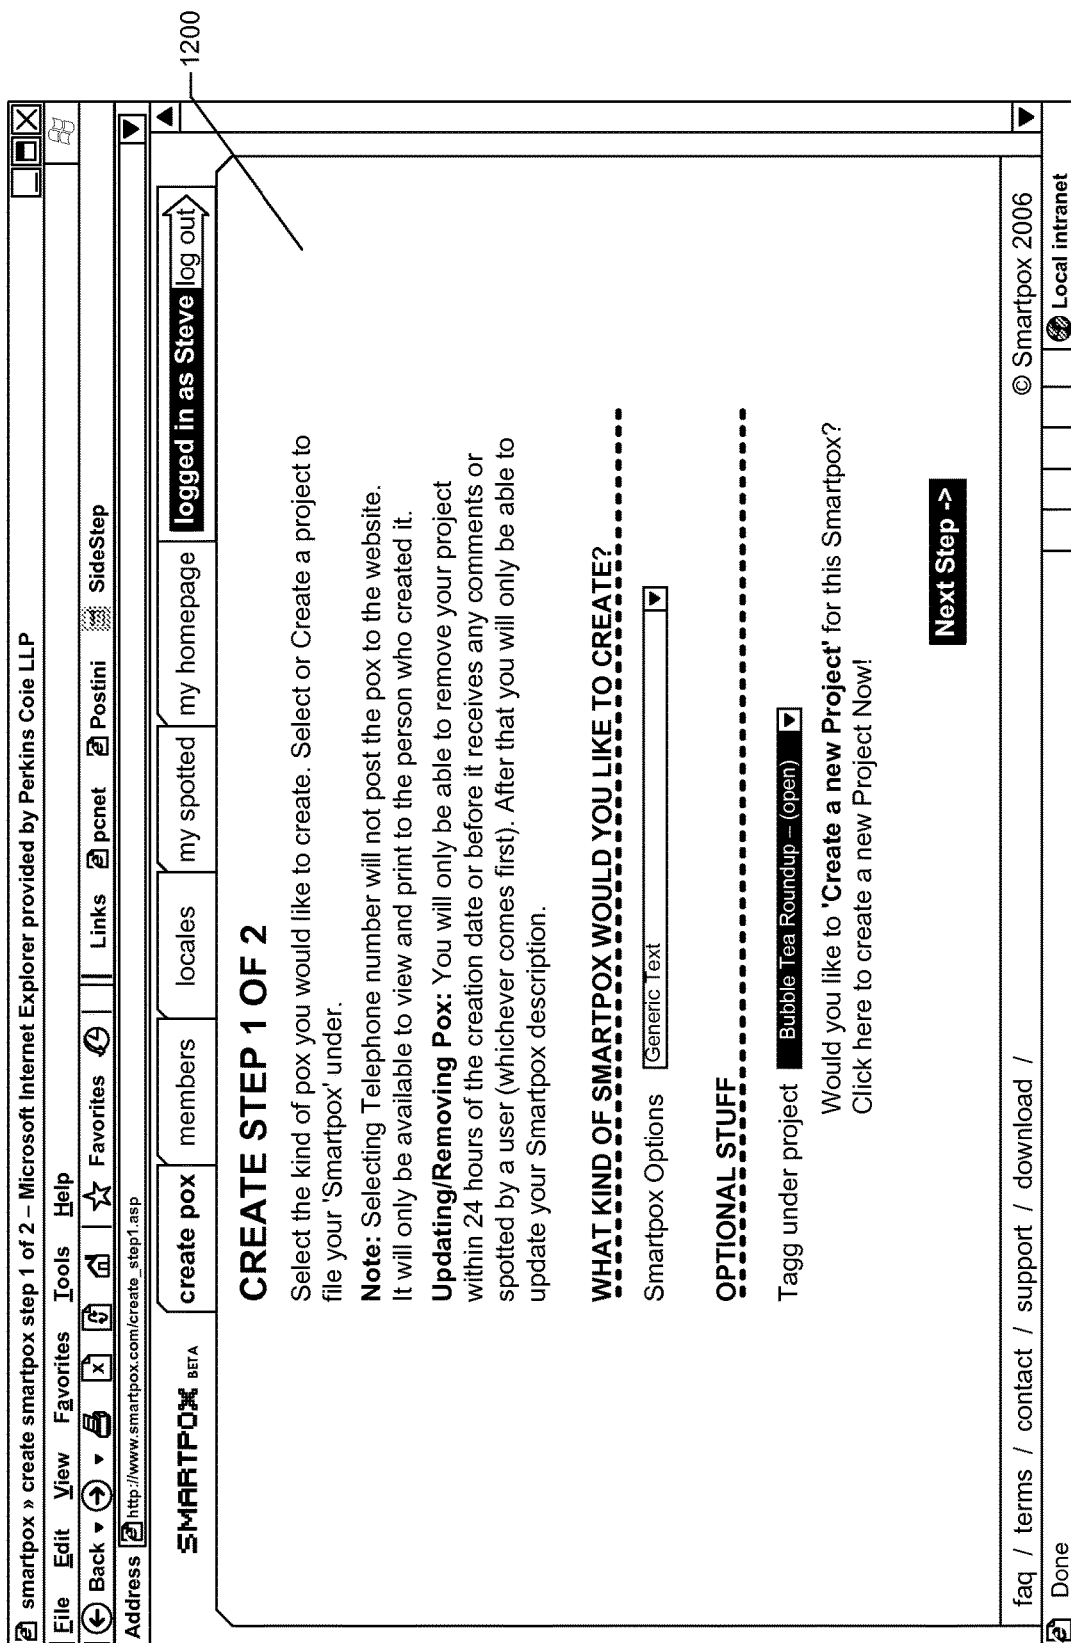 smartpox » create smartpox step 1 of 2 – Microsoft Internet Explorer provided by Perkins Coie LLP
File Edit View Favorites Tools Help
Back Favorites Links pcnet Postini SideStep
Address http://www.smartpox.com/create_step1.asp
SMARTPOX BETA
create pox members locales my spotted my homepage logged in as Steve log out
1200
CREATE STEP 1 OF 2
Select the kind of pox you would like to create. Select or Create a project to
file your 'Smartpox' under.
Note: Selecting Telephone number will not post the pox to the website.
It will only be available to view and print to the person who created it.
Updating/Removing Pox: You will only be able to remove your project
within 24 hours of the creation date or before it receives any comments or
spotted by a user (whichever comes first). After that you will only be able to
update your Smartpox description.
WHAT KIND OF SMARTPOX WOULD YOU LIKE TO CREATE?
Smartpox Options Generic Text
OPTIONAL STUFF
Tagg under project Bubble Tea Roundup -- (open)
Would you like to 'Create a new Project' for this Smartpox?
Click here to create a new Project Now!
Next Step ->
faq / terms / contact / support / download /
© Smartpox 2006
Done Local intranet